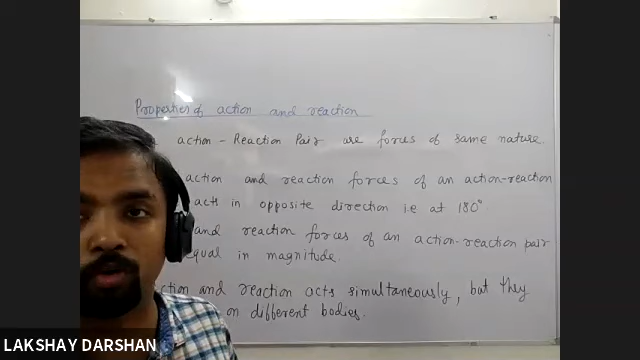 Properties of action and reaction
action - Reaction Pair are forces of same nature.
action and reaction forces of an action-reaction
acts in opposite direction i.e at 180°.
and reaction forces of an action-reaction pair
equal in magnitude.
ction and reaction acts simultaneously, but they
on different bodies.
LAKSHAY DARSHAN